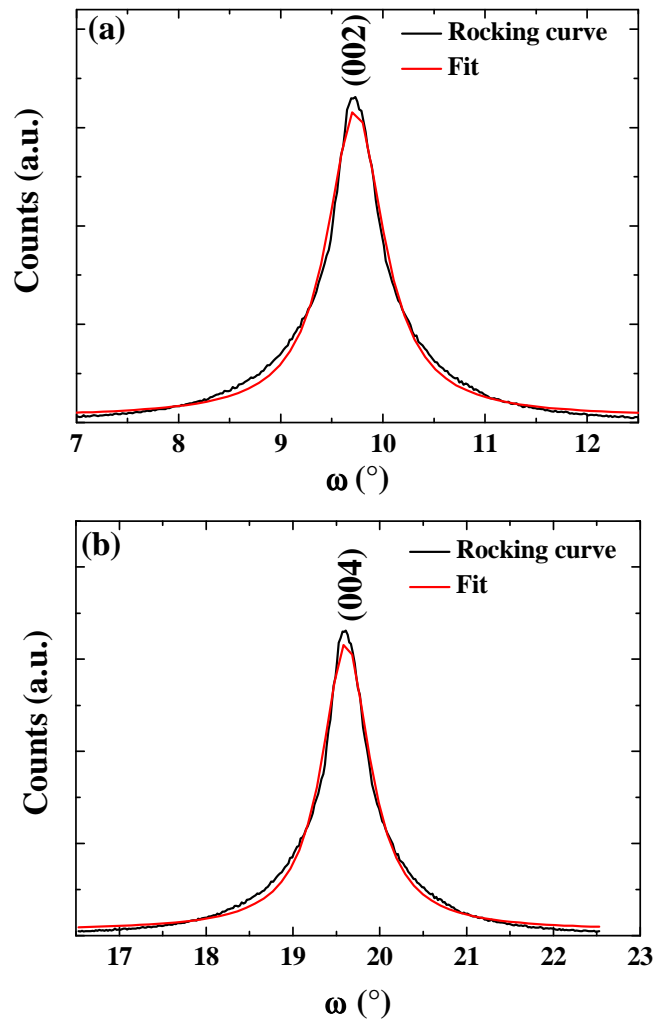 (a)
(002)
Rocking curve
Fit
Counts (a.u.)
7 8 9 10 11 12
ω (°)
(b)
(004)
Rocking curve
Fit
Counts (a.u.)
17 18 19 20 21 22 23
ω (°)